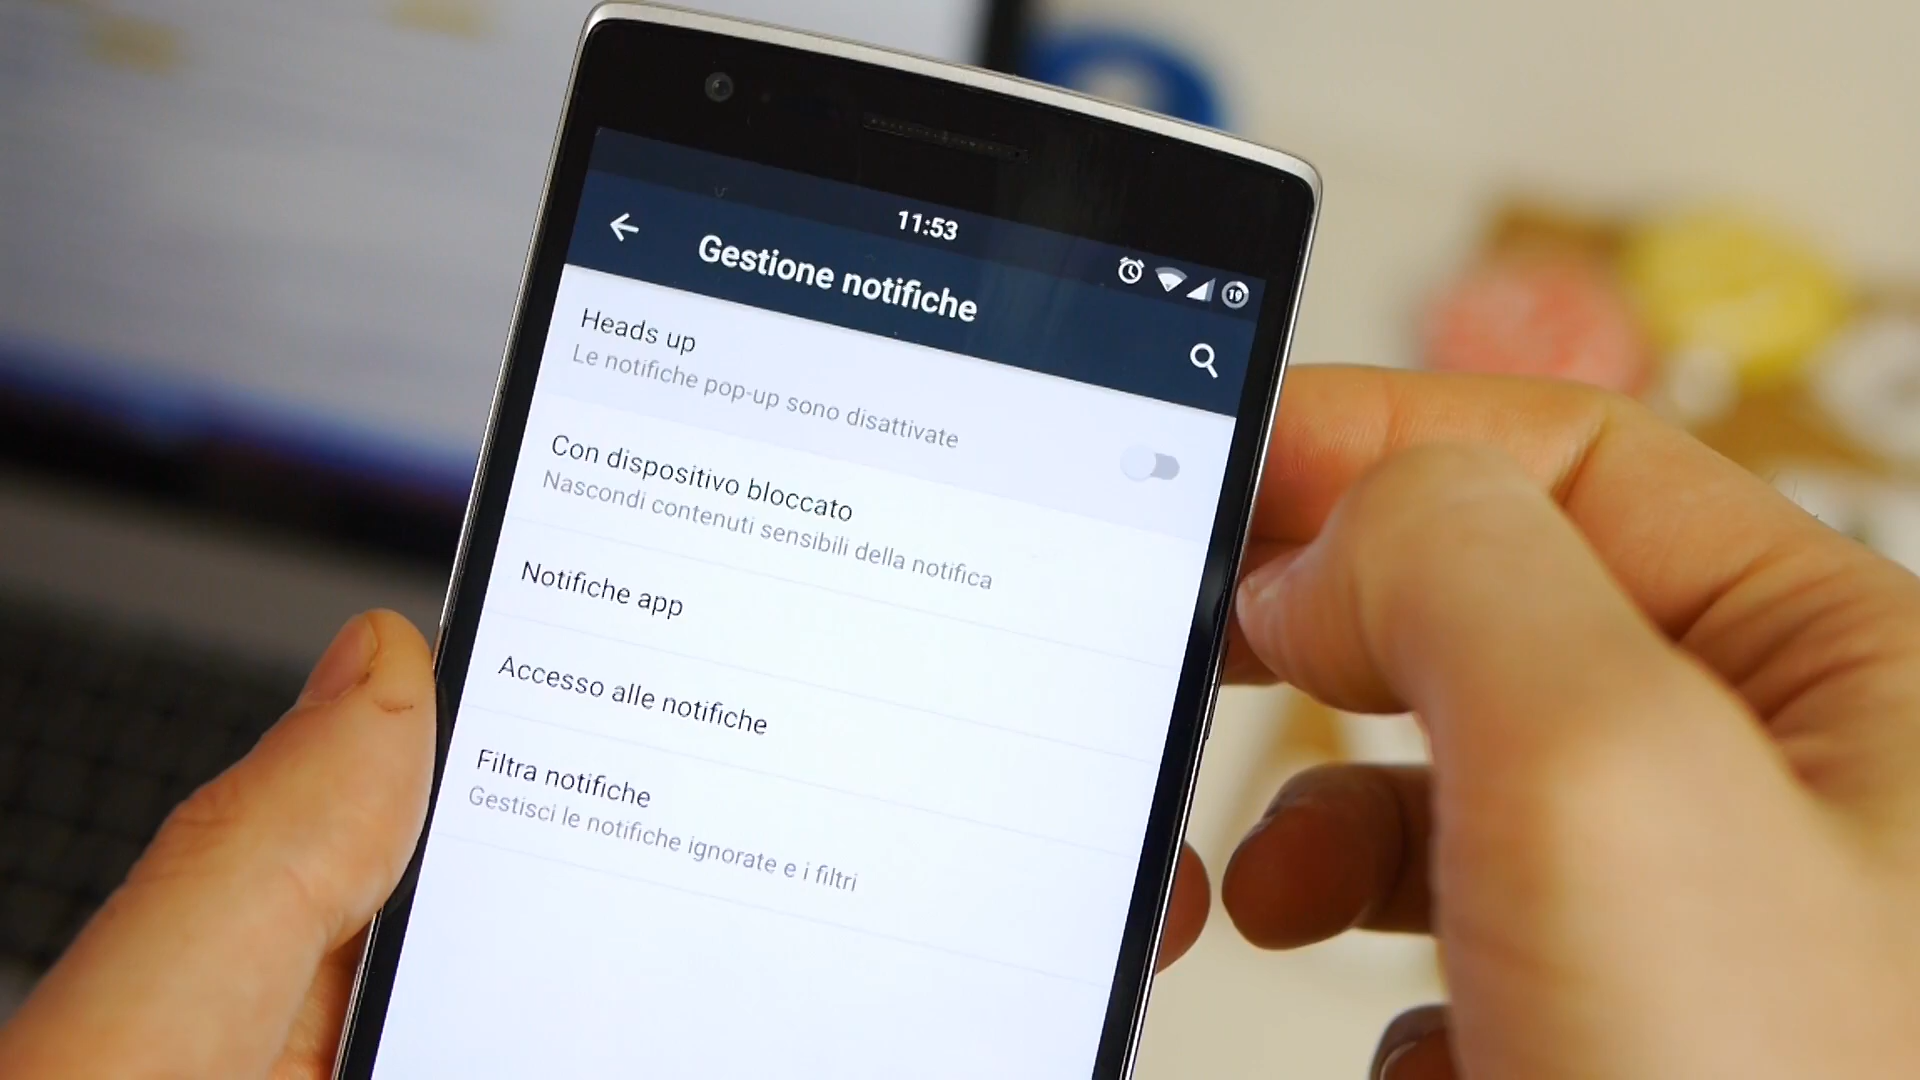 11:53
19
Gestione notifiche
Heads up
Le notifiche pop-up sono disattivate
Con dispositivo bloccato
Nascondi contenuti sensibili della notifica
Notifiche app
Accesso alle notifiche
Filtra notifiche
Gestisci le notifiche ignorate e i filtri